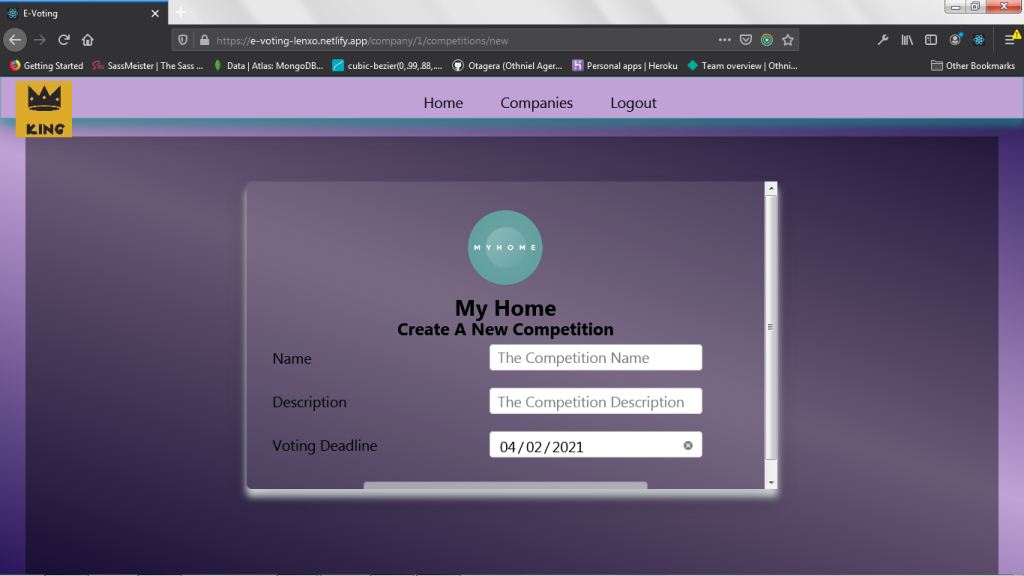 E-Voting
https://e-voting-lenxo.netlify.app/company/1/competitions/new
Getting Started SassMeister | The Sass ... Data | Atlas: MongoDB... cubic-bezier(0,.99,.88,.... Otagera (Othniel Ager... Personal apps | Heroku Team overview | Othni... Other Bookmarks
KING
Home Companies Logout
MYHOME
My Home
Create A New Competition
Name The Competition Name
Description The Competition Description
Voting Deadline 04/02/2021